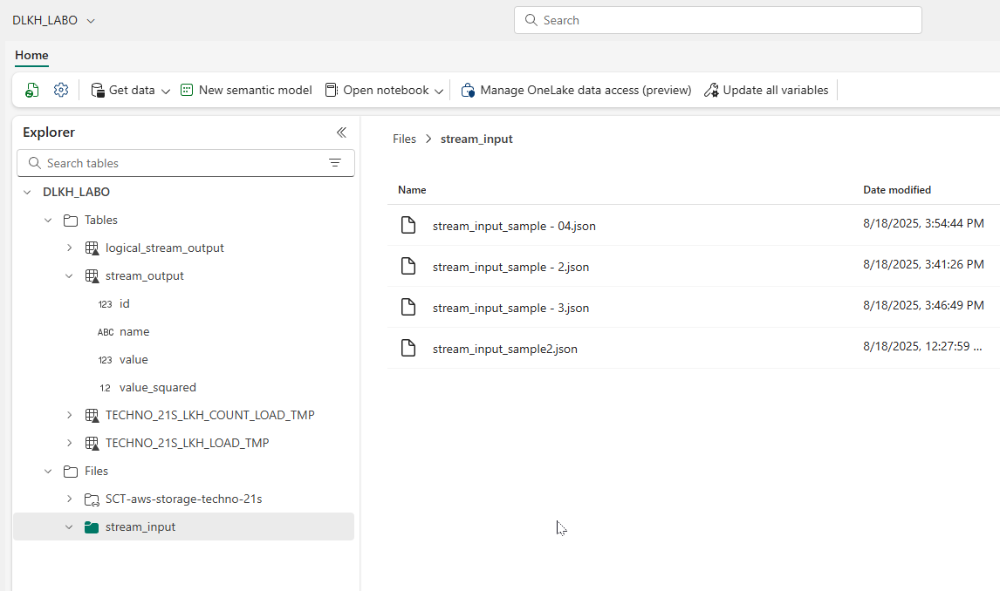 DLKH_LABO
Search
Home
Get data
New semantic model
Open notebook
Manage OneLake data access (preview)
Update all variables
Explorer
Search tables
DLKH_LABO
Tables
logical_stream_output
stream_output
123 id
ABC name
123 value
1.2 value_squared
TECHNO_21S_LKH_COUNT_LOAD_TMP
TECHNO_21S_LKH_LOAD_TMP
Files
SCT-aws-storage-techno-21s
stream_input
Files > stream_input
Name Date modified
stream_input_sample - 04.json 8/18/2025, 3:54:44 PM
stream_input_sample - 2.json 8/18/2025, 3:41:26 PM
stream_input_sample - 3.json 8/18/2025, 3:46:49 PM
stream_input_sample2.json 8/18/2025, 12:27:59 ...